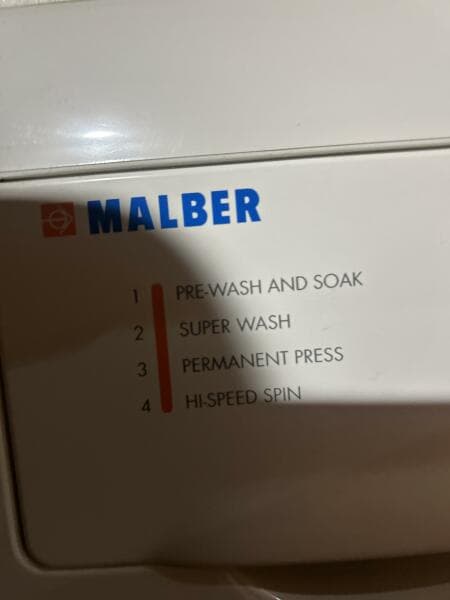 MALBER
1 PRE-WASH AND SOAK
2 SUPER WASH
3 PERMANENT PRESS
4 HI-SPEED SPIN